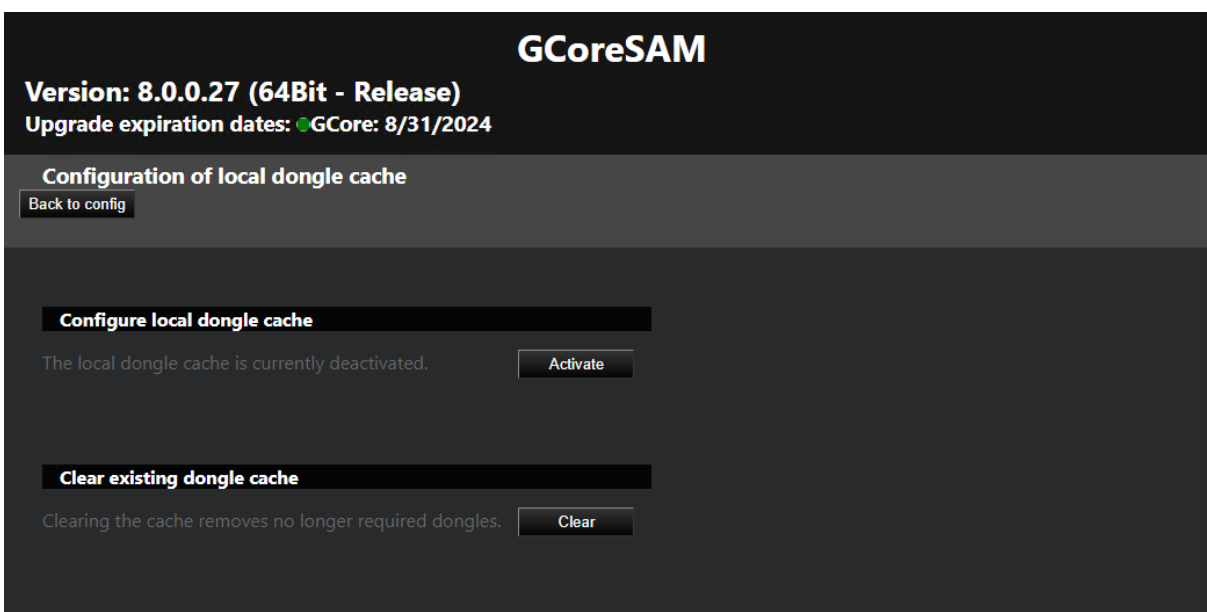 GCoreSAM
Version: 8.0.0.27 (64Bit - Release)
Upgrade expiration dates: GCore: 8/31/2024
Configuration of local dongle cache
Back to config
Configure local dongle cache
The local dongle cache is currently deactivated. Activate
Clear existing dongle cache
Clearing the cache removes no longer required dongles. Clear